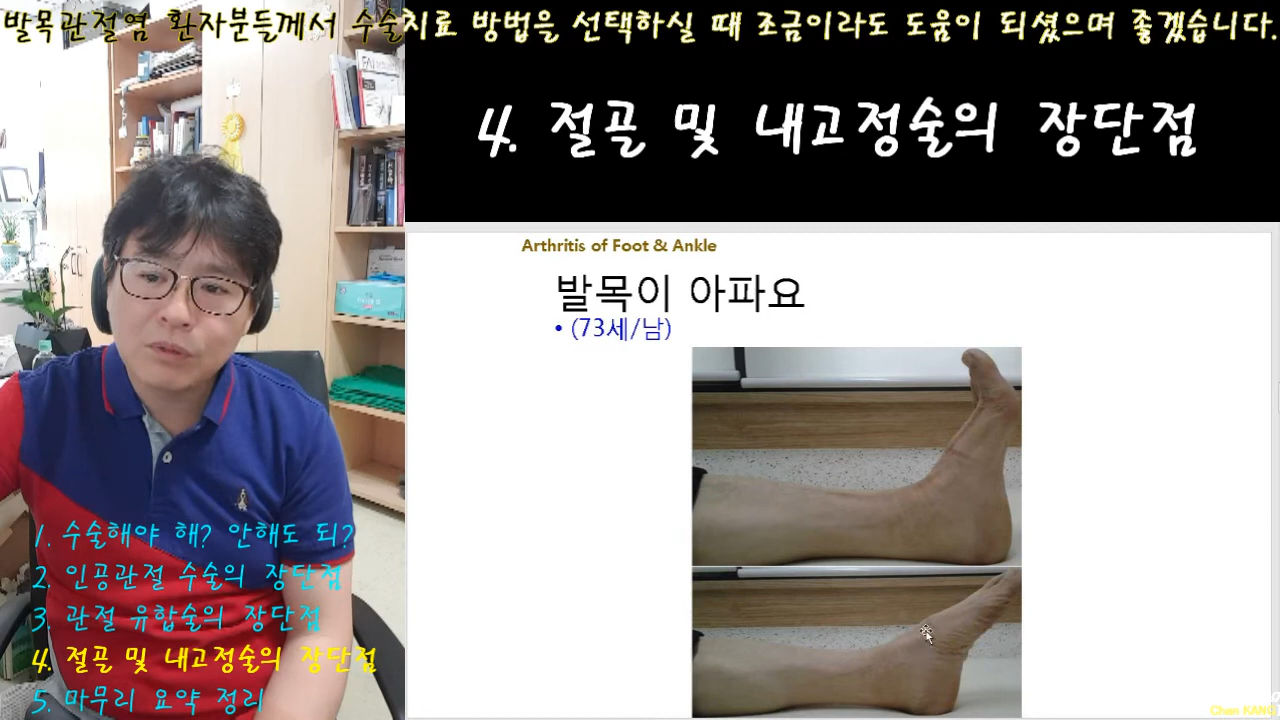 발목관절염 환자분들께서 수술치료 방법을 선택하실 때 조금이라도 도움이 되셨으며 좋겠습니다.
4. 절골 및 내고정술의 장단점
Arthritis of Foot & Ankle
발목이 아파요
• (73세/남)
1. 수술해야 해? 안해도 되?
2. 인공관절 수술의 장단점
3. 관절 유합술의 장단점
4. 절골 및 내고정술의 장단점
5. 마무리 요약 정리
Chan KANG